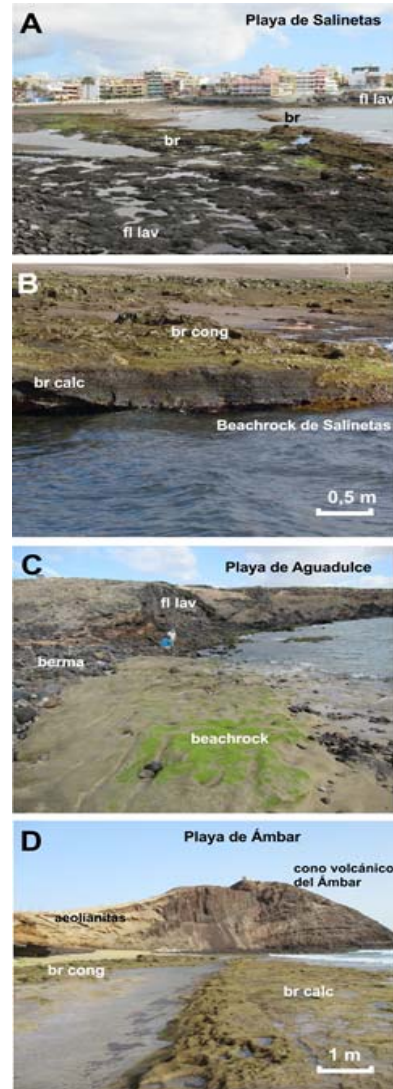 A
Playa de Salinetas
fl lav
br
br
fl lav
B
br cong
br calc
Beachrock de Salinetas
0,5 m
C
Playa de Aguadulce
fl lav
berma
beachrock
D
Playa de Ámbar
cono volcánico
del Ámbar
aeolianitas
br cong
br calc
1 m